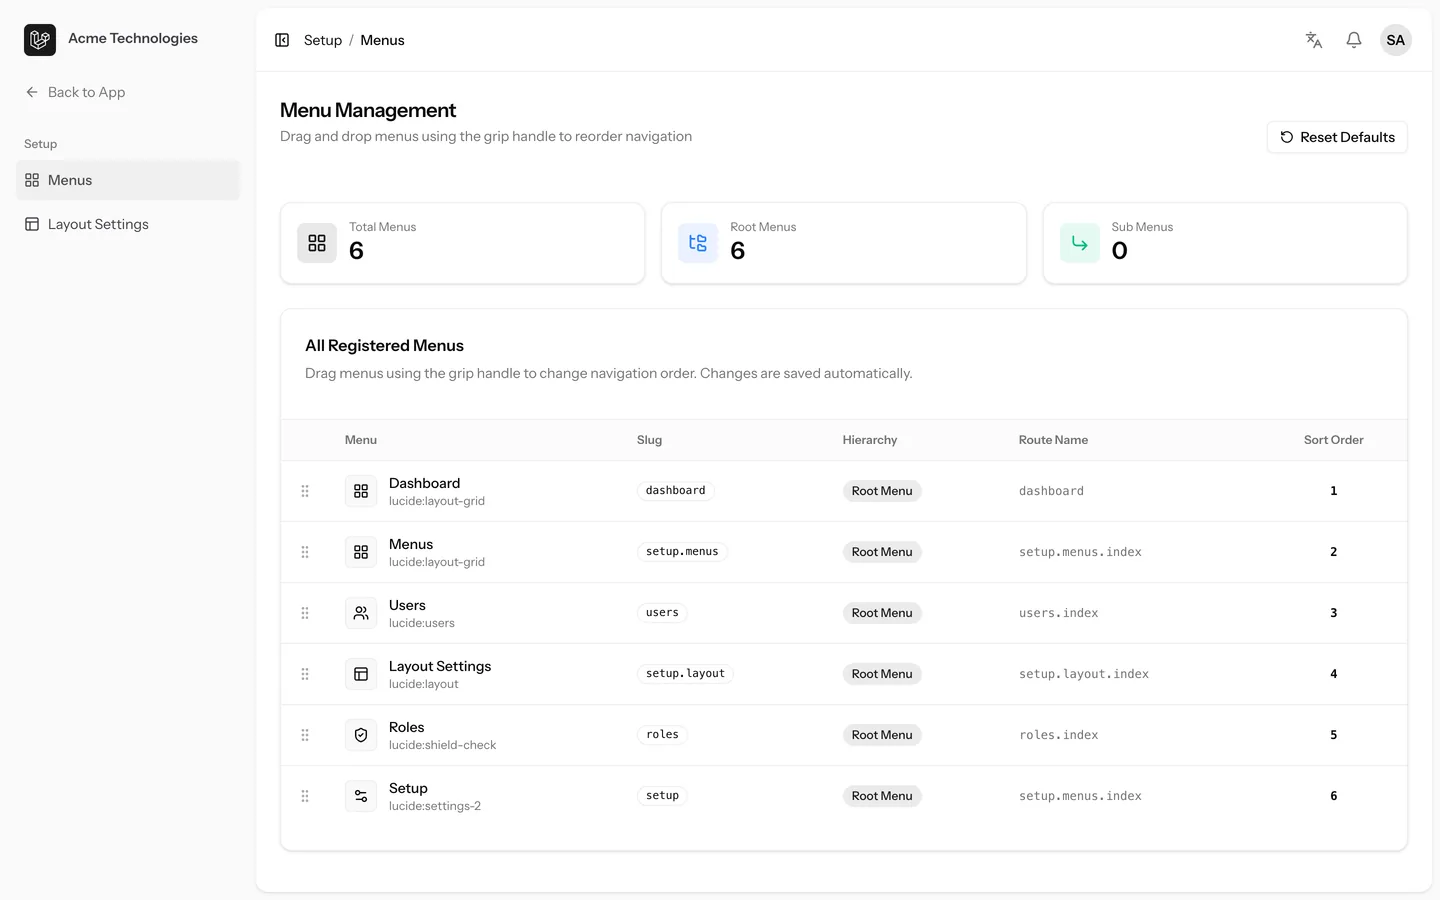 Acme Technologies
Back to App
Setup
Menus
Layout Settings
Setup / Menus
SA
Menu Management
Drag and drop menus using the grip handle to reorder navigation
Reset Defaults
Total Menus
6
Root Menus
6
Sub Menus
0
All Registered Menus
Drag menus using the grip handle to change navigation order. Changes are saved automatically.
Menu Slug Hierarchy Route Name Sort Order
Dashboard
lucide:layout-grid
dashboard Root Menu dashboard 1
Menus
lucide:layout-grid
setup.menus Root Menu setup.menus.index 2
Users
lucide:users
users Root Menu users.index 3
Layout Settings
lucide:layout
setup.layout Root Menu setup.layout.index 4
Roles
lucide:shield-check
roles Root Menu roles.index 5
Setup
lucide:settings-2
setup Root Menu setup.menus.index 6